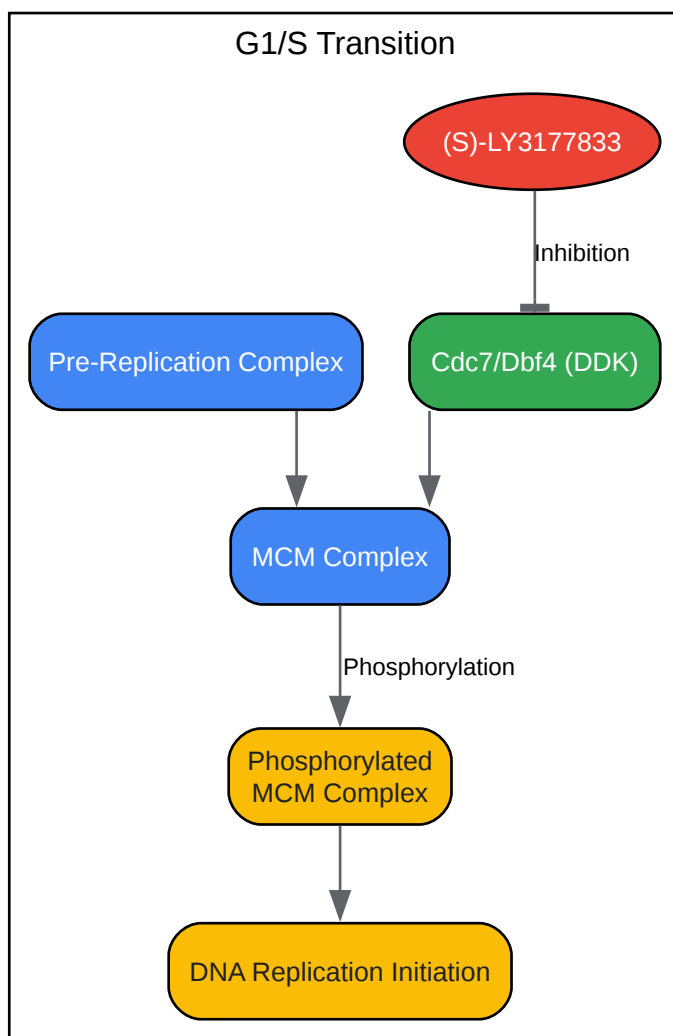 G1/S Transition
(S)-LY3177833
Inhibition
Pre-Replication Complex
Cdc7/Dbf4 (DDK)
MCM Complex
Phosphorylation
Phosphorylated
MCM Complex
DNA Replication Initiation